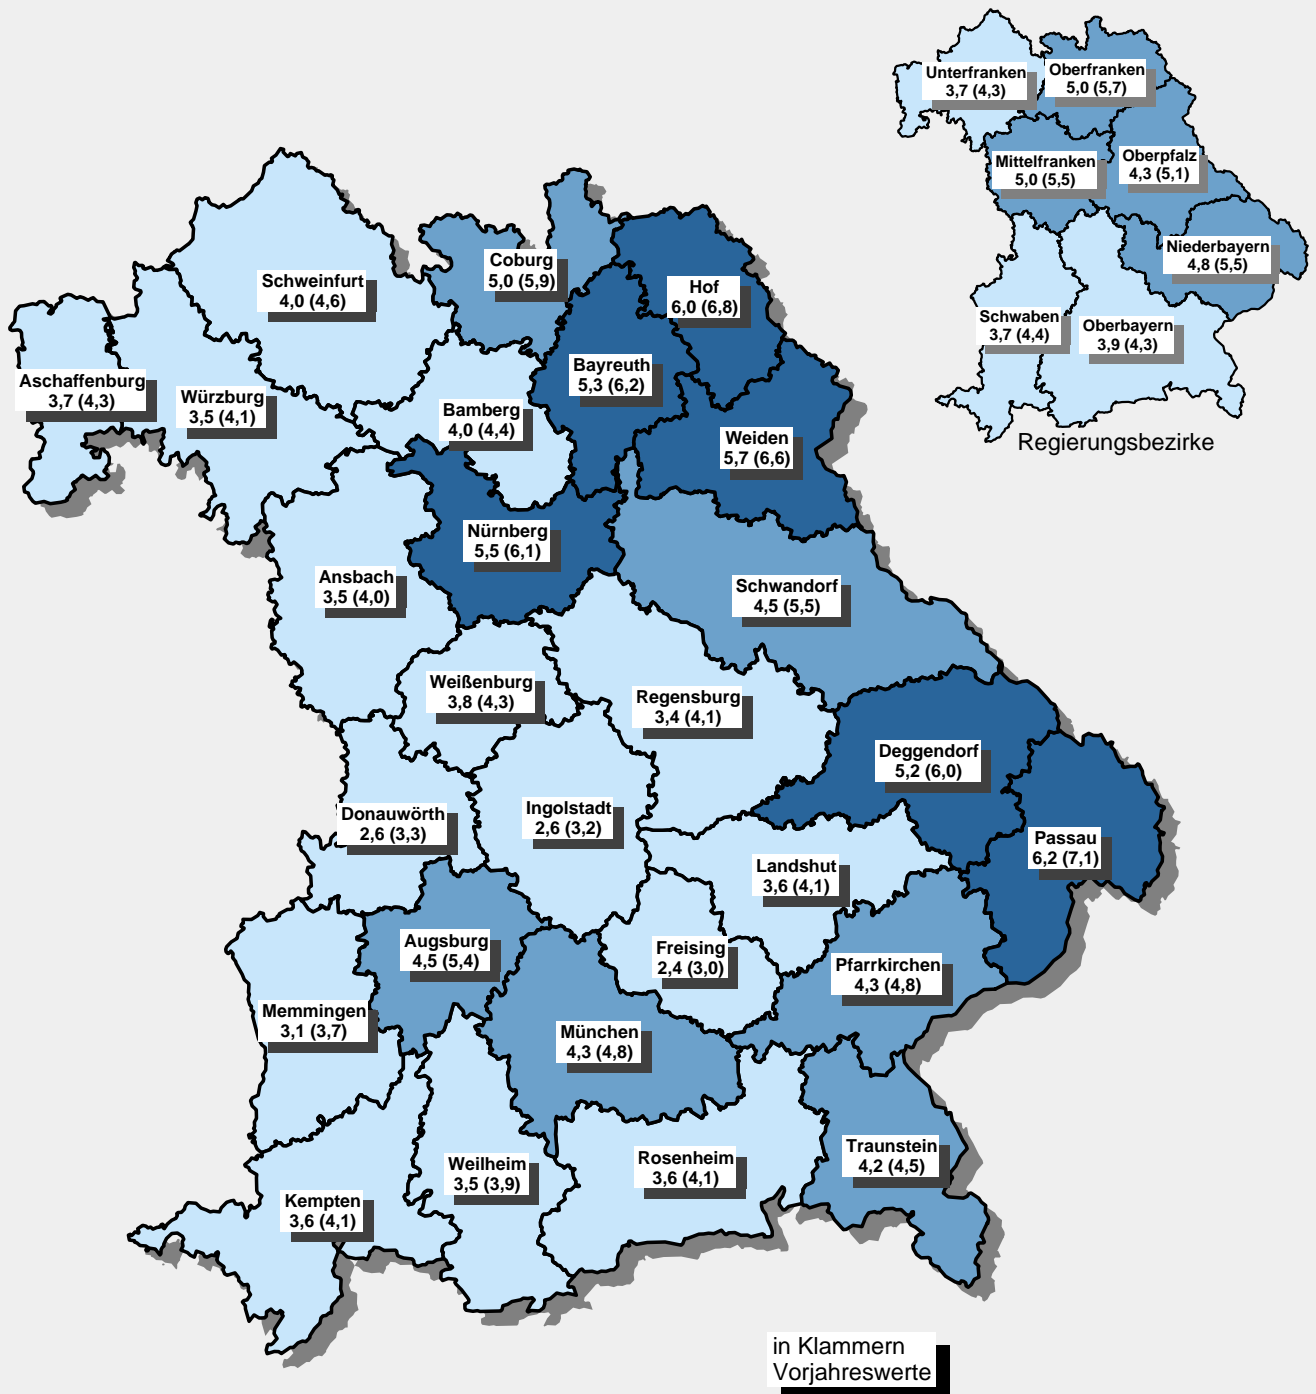 Unterfranken
3,7 (4,3)
Oberfranken
5,0 (5,7)
Mittelfranken
5,0 (5,5)
Oberpfalz
4,3 (5,1)
Niederbayern
4,8 (5,5)
Schwaben
3,7 (4,4)
Oberbayern
3,9 (4,3)
Regierungsbezirke
Coburg
5,0 (5,9)
Schweinfurt
4,0 (4,6)
Hof
6,0 (6,8)
Bayreuth
5,3 (6,2)
Aschaffenburg
3,7 (4,3)
Würzburg
3,5 (4,1)
Bamberg
4,0 (4,4)
Weiden
5,7 (6,6)
Nürnberg
5,5 (6,1)
Ansbach
3,5 (4,0)
Schwandorf
4,5 (5,5)
Weißenburg
3,8 (4,3)
Regensburg
3,4 (4,1)
Deggendorf
5,2 (6,0)
Donauwörth
2,6 (3,3)
Ingolstadt
2,6 (3,2)
Passau
6,2 (7,1)
Landshut
3,6 (4,1)
Augsburg
4,5 (5,4)
Freising
2,4 (3,0)
Pfarrkirchen
4,3 (4,8)
Memmingen
3,1 (3,7)
München
4,3 (4,8)
Traunstein
4,2 (4,5)
Weilheim
3,5 (3,9)
Rosenheim
3,6 (4,1)
Kempten
3,6 (4,1)
in Klammern
Vorjahreswerte